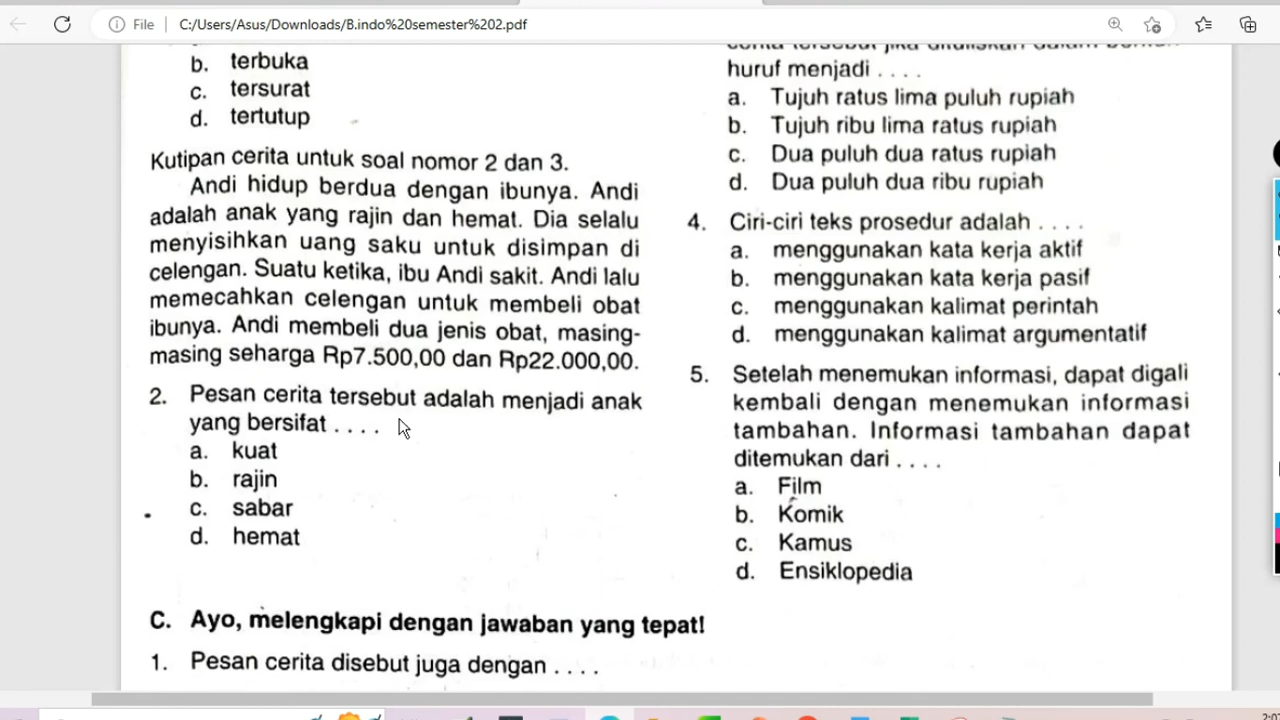 File
C:/Users/Asus/Downloads/B.indo%20semester%202.pdf
b. terbuka
c. tersurat
d. tertutup
Kutipan cerita untuk soal nomor 2 dan 3.
Andi hidup berdua dengan ibunya. Andi
adalah anak yang rajin dan hemat. Dia selalu
menyisihkan uang saku untuk disimpan di
celengan. Suatu ketika, ibu Andi sakit. Andi lalu
memecahkan celengan untuk membeli obat
ibunya. Andi membeli dua jenis obat, masing-
masing seharga Rp7.500,00 dan Rp22.000,00.
2. Pesan cerita tersebut adalah menjadi anak
yang bersifat . . . .
a. kuat
b. rajin
c. sabar
d. hemat
huruf menjadi . . . .
a. Tujuh ratus lima puluh rupiah
b. Tujuh ribu lima ratus rupiah
c. Dua puluh dua ratus rupiah
d. Dua puluh dua ribu rupiah
4. Ciri-ciri teks prosedur adalah . . . .
a. menggunakan kata kerja aktif
b. menggunakan kata kerja pasif
c. menggunakan kalimat perintah
d. menggunakan kalimat argumentatif
5. Setelah menemukan informasi, dapat digali
kembali dengan menemukan informasi
tambahan. Informasi tambahan dapat
ditemukan dari . . . .
a. Film
b. Komik
c. Kamus
d. Ensiklopedia
C. Ayo, melengkapi dengan jawaban yang tepat!
1. Pesan cerita disebut juga dengan . . . .